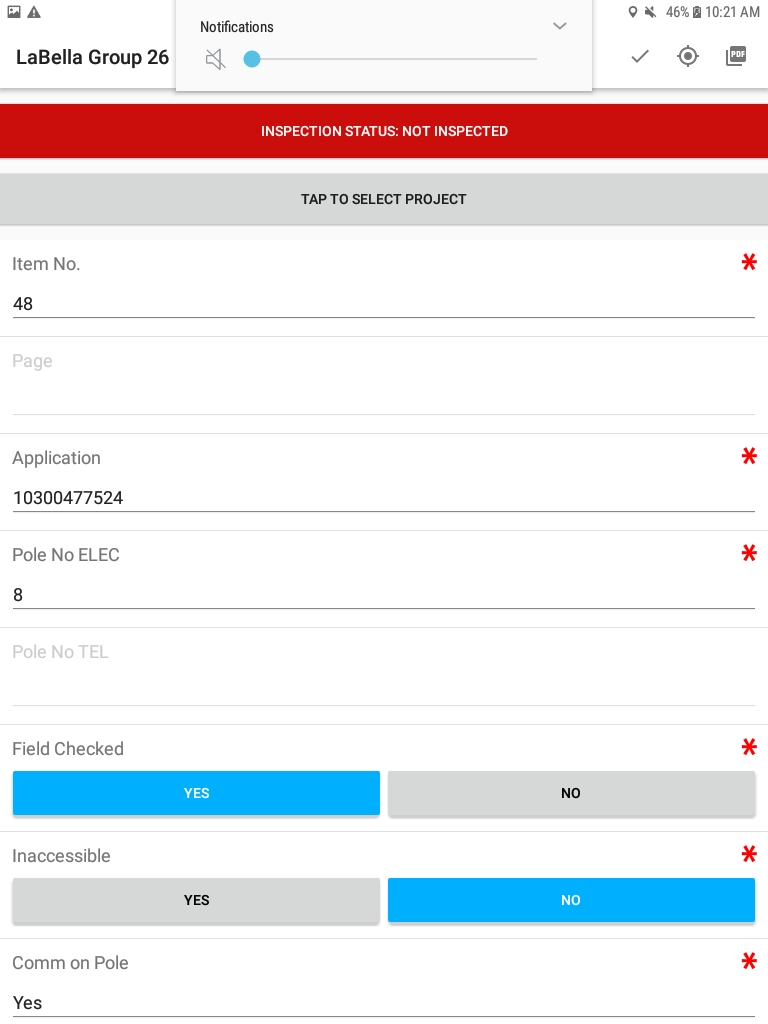 Notifications
46% 10:21 AM
LaBella Group 26
PDF
INSPECTION STATUS: NOT INSPECTED
TAP TO SELECT PROJECT
Item No. *
48
Page
Application *
10300477524
Pole No ELEC *
8
Pole No TEL
Field Checked *
YES NO
Inaccessible *
YES NO
Comm on Pole *
Yes